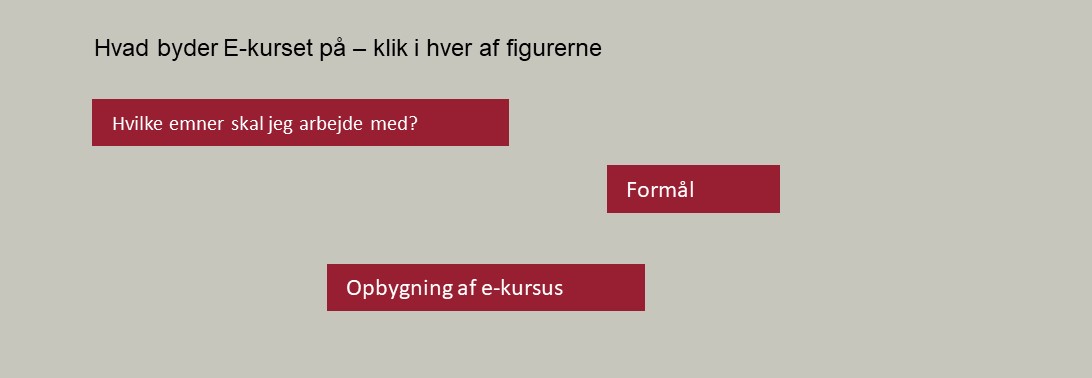 Hvad byder E-kurset på – klik i hver af figurerne
Hvilke emner skal jeg arbejde med?
Formål
Opbygning af e-kursus